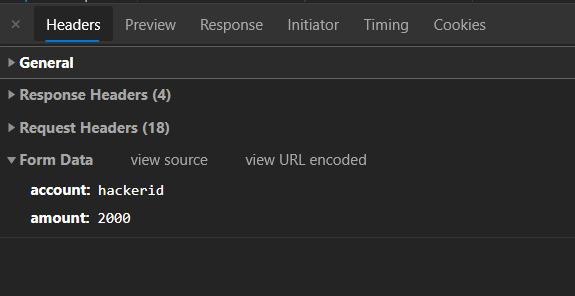 × Headers Preview Response Initiator Timing Cookies
General
Response Headers (4)
Request Headers (18)
Form Data view source view URL encoded
account: hackerid
amount: 2000